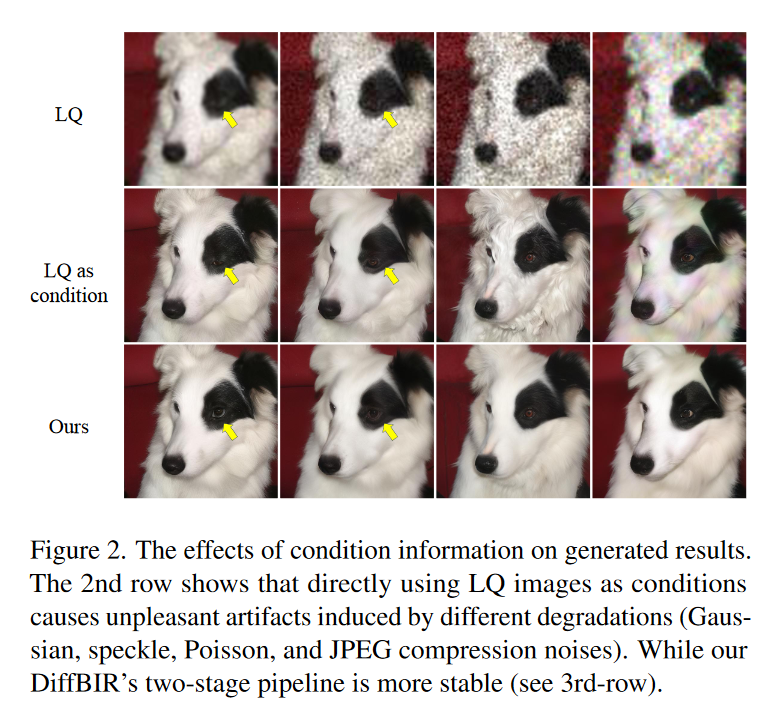 LQ
LQ as
condition
Ours
Figure 2. The effects of condition information on generated results.
The 2nd row shows that directly using LQ images as conditions
causes unpleasant artifacts induced by different degradations (Gaus-
sian, speckle, Poisson, and JPEG compression noises). While our
DiffBIR’s two-stage pipeline is more stable (see 3rd-row).